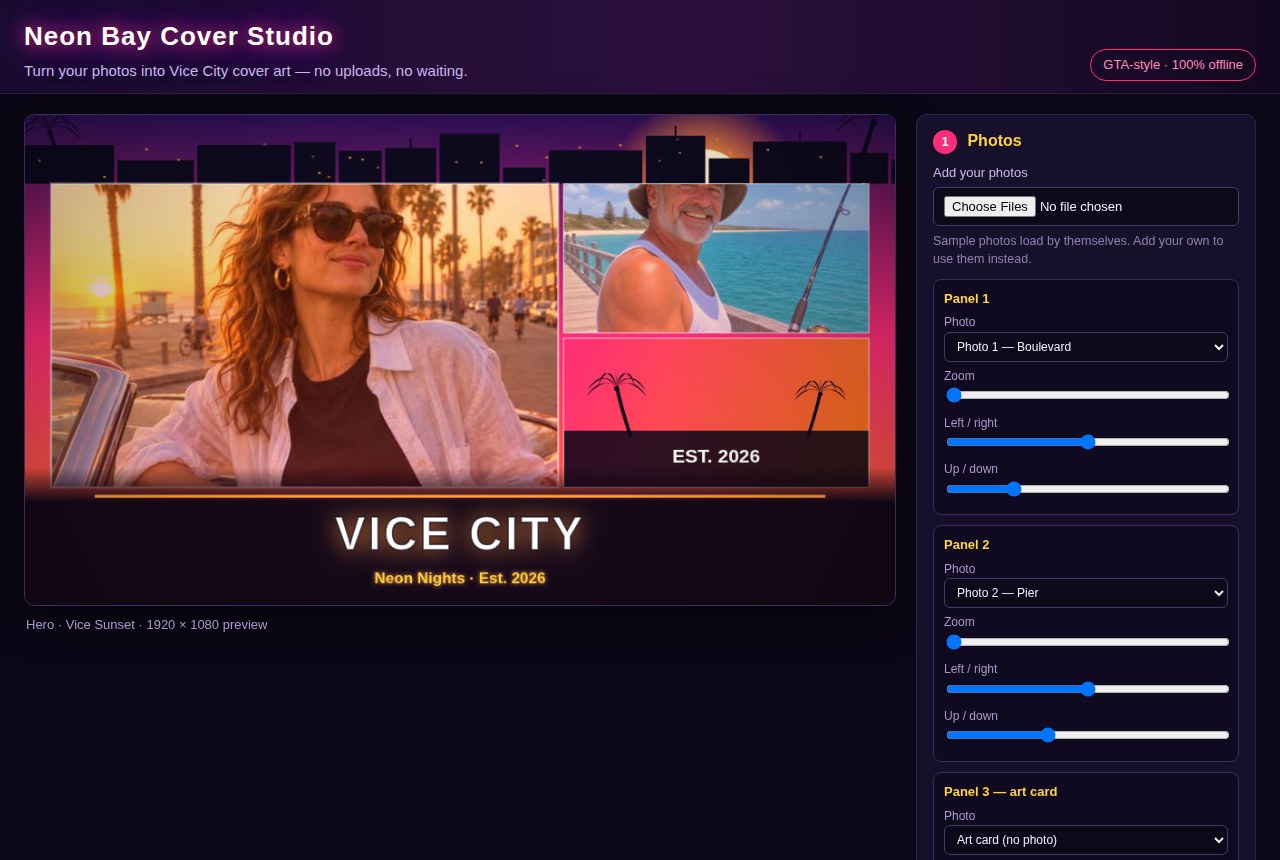 Neon Bay Cover Studio
Turn your photos into Vice City cover art — no uploads, no waiting.
GTA-style · 100% offline
EST. 2026
VICE CITY
Neon Nights · Est. 2026
Hero · Vice Sunset · 1920 × 1080 preview
1 Photos
Add your photos
Choose Files No file chosen
Sample photos load by themselves. Add your own to
use them instead.
Panel 1
Photo
Photo 1 — Boulevard
Zoom
Left / right
Up / down
Panel 2
Photo
Photo 2 — Pier
Zoom
Left / right
Up / down
Panel 3 — art card
Photo
Art card (no photo)